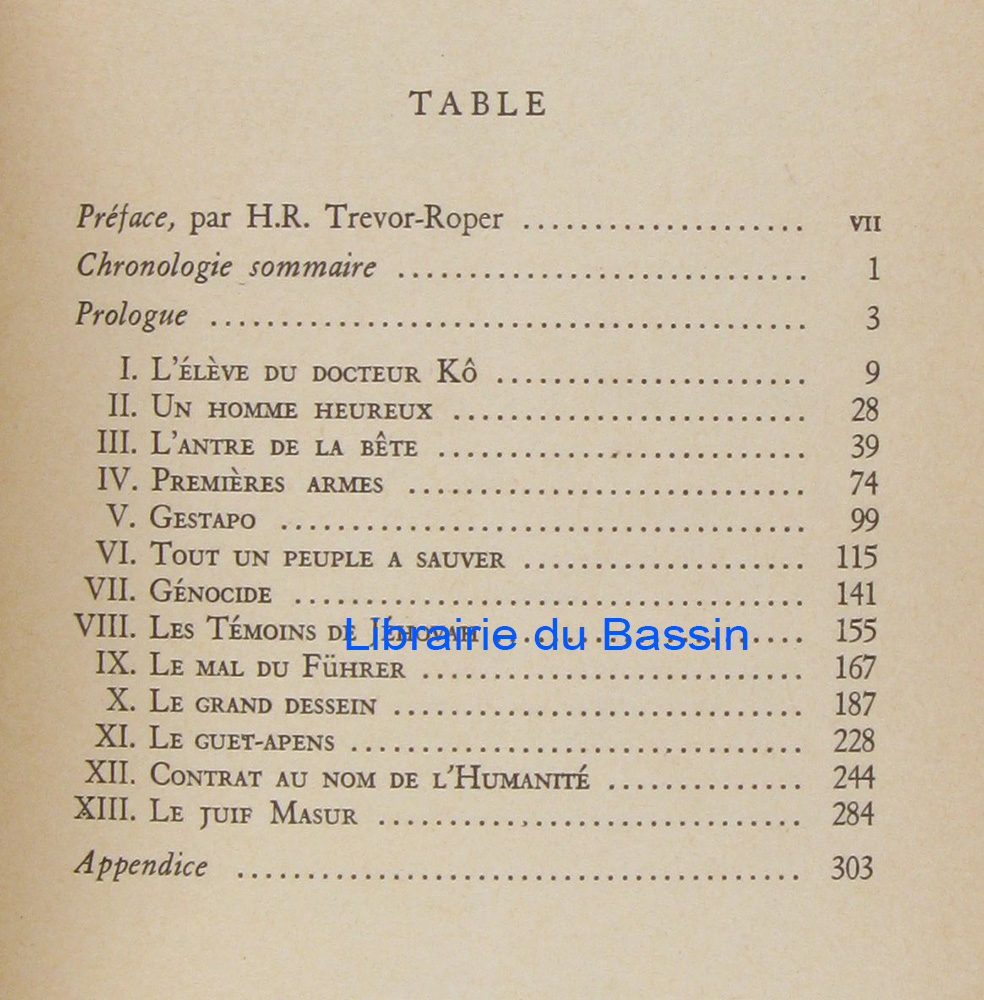 TABLE
Préface, par H.R. Trevor-Roper .................... VII
Chronologie sommaire ............................. 1
Prologue ........................................ 3
I. L'élève du docteur Kô ........................ 9
II. Un homme heureux ........................... 28
III. L'antre de la bête ........................... 39
IV. Premières armes ............................ 74
V. Gestapo .................................... 99
VI. Tout un peuple a sauver .................... 115
VII. Génocide .................................. 141
VIII. Les Témoins de Jehovah .................... 155
Librairie du Bassin
IX. Le mal du Führer .......................... 167
X. Le grand dessein ............................ 187
XI. Le guet-apens .............................. 228
XII. Contrat au nom de l'Humanité .............. 244
XIII. Le juif Masur ............................. 284
Appendice ...................................... 303